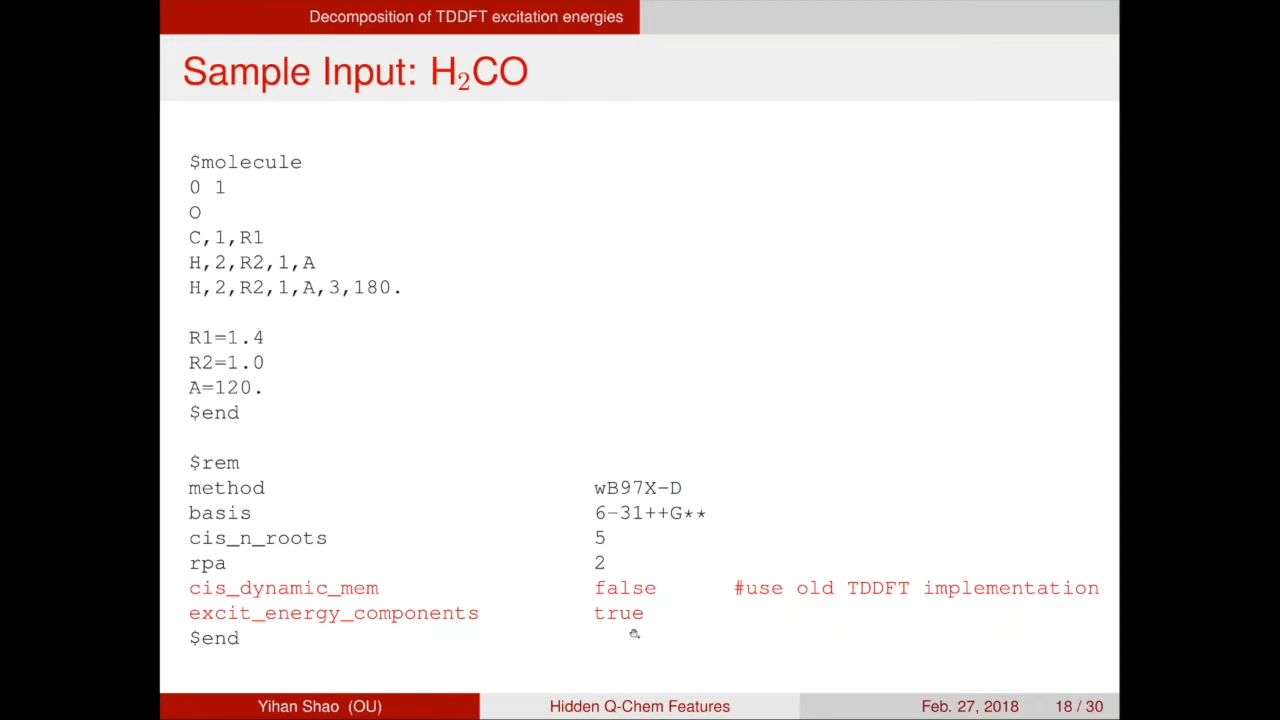 Decomposition of TDDFT excitation energies
Sample Input: H₂CO
$molecule
0 1
O
C,1,R1
H,2,R2,1,A
H,2,R2,1,A,3,180.
R1=1.4
R2=1.0
A=120.
$end
$rem
method wB97X-D
basis 6-31++G**
cis_n_roots 5
rpa 2
cis_dynamic_mem false #use old TDDFT implementation
excit_energy_components true
$end
Yihan Shao (OU) Hidden Q-Chem Features Feb. 27, 2018 18 / 30